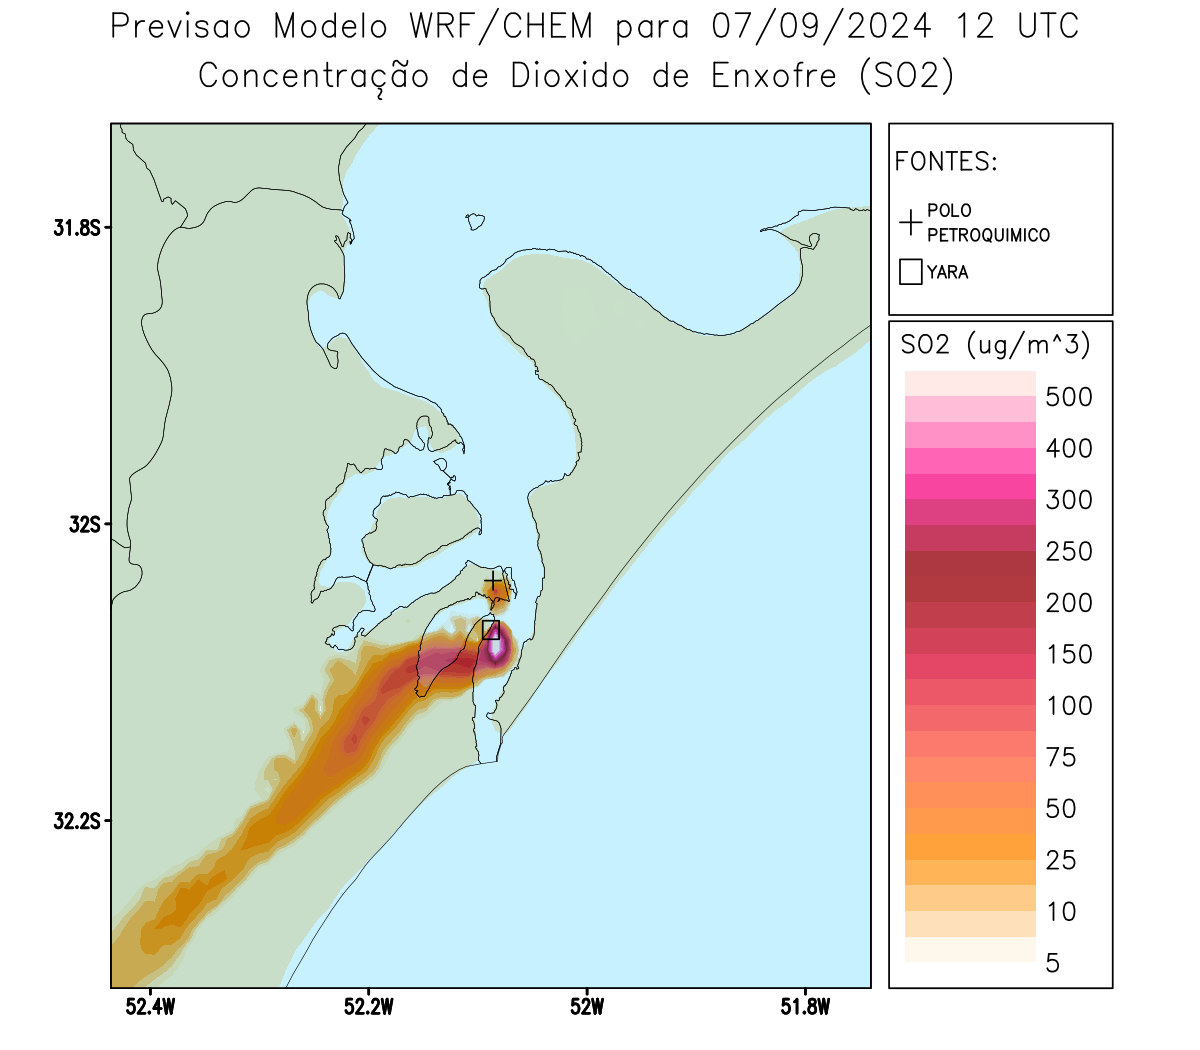 Previsao Modelo WRF/CHEM para 07/09/2024 12 UTC
Concentração de Dioxido de Enxofre (SO2)
FONTES:
POLO
PETROQUIMICO
YARA
SO2 (ug/m^3)
500
400
300
250
200
150
100
75
50
25
10
5
31.8S
32S
32.2S
52.4W
52.2W
52W
51.8W